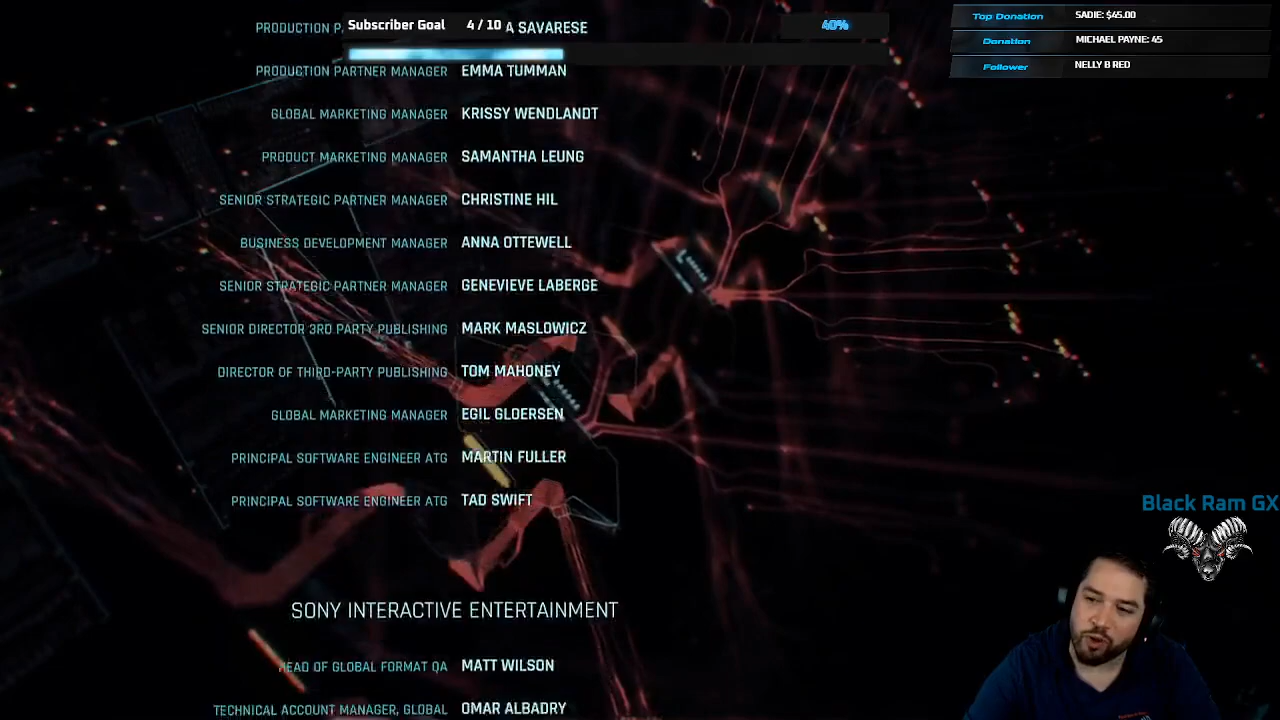 Subscriber Goal 4 / 10 40%
Top Donation SADIE: $45.00
Donation MICHAEL PAYNE: 45
Follower NELLY B RED
PRODUCTION P A SAVARESE
PRODUCTION PARTNER MANAGER EMMA TUMMAN
GLOBAL MARKETING MANAGER KRISSY WENDLANDT
PRODUCT MARKETING MANAGER SAMANTHA LEUNG
SENIOR STRATEGIC PARTNER MANAGER CHRISTINE HIL
BUSINESS DEVELOPMENT MANAGER ANNA OTTEWELL
SENIOR STRATEGIC PARTNER MANAGER GENEVIEVE LABERGE
SENIOR DIRECTOR 3RD PARTY PUBLISHING MARK MASLOWICZ
DIRECTOR OF THIRD-PARTY PUBLISHING TOM MAHONEY
GLOBAL MARKETING MANAGER EGIL GLOERSEN
PRINCIPAL SOFTWARE ENGINEER ATG MARTIN FULLER
PRINCIPAL SOFTWARE ENGINEER ATG TAD SWIFT
Black Ram GX
SONY INTERACTIVE ENTERTAINMENT
HEAD OF GLOBAL FORMAT QA MATT WILSON
TECHNICAL ACCOUNT MANAGER, GLOBAL OMAR ALBADRY